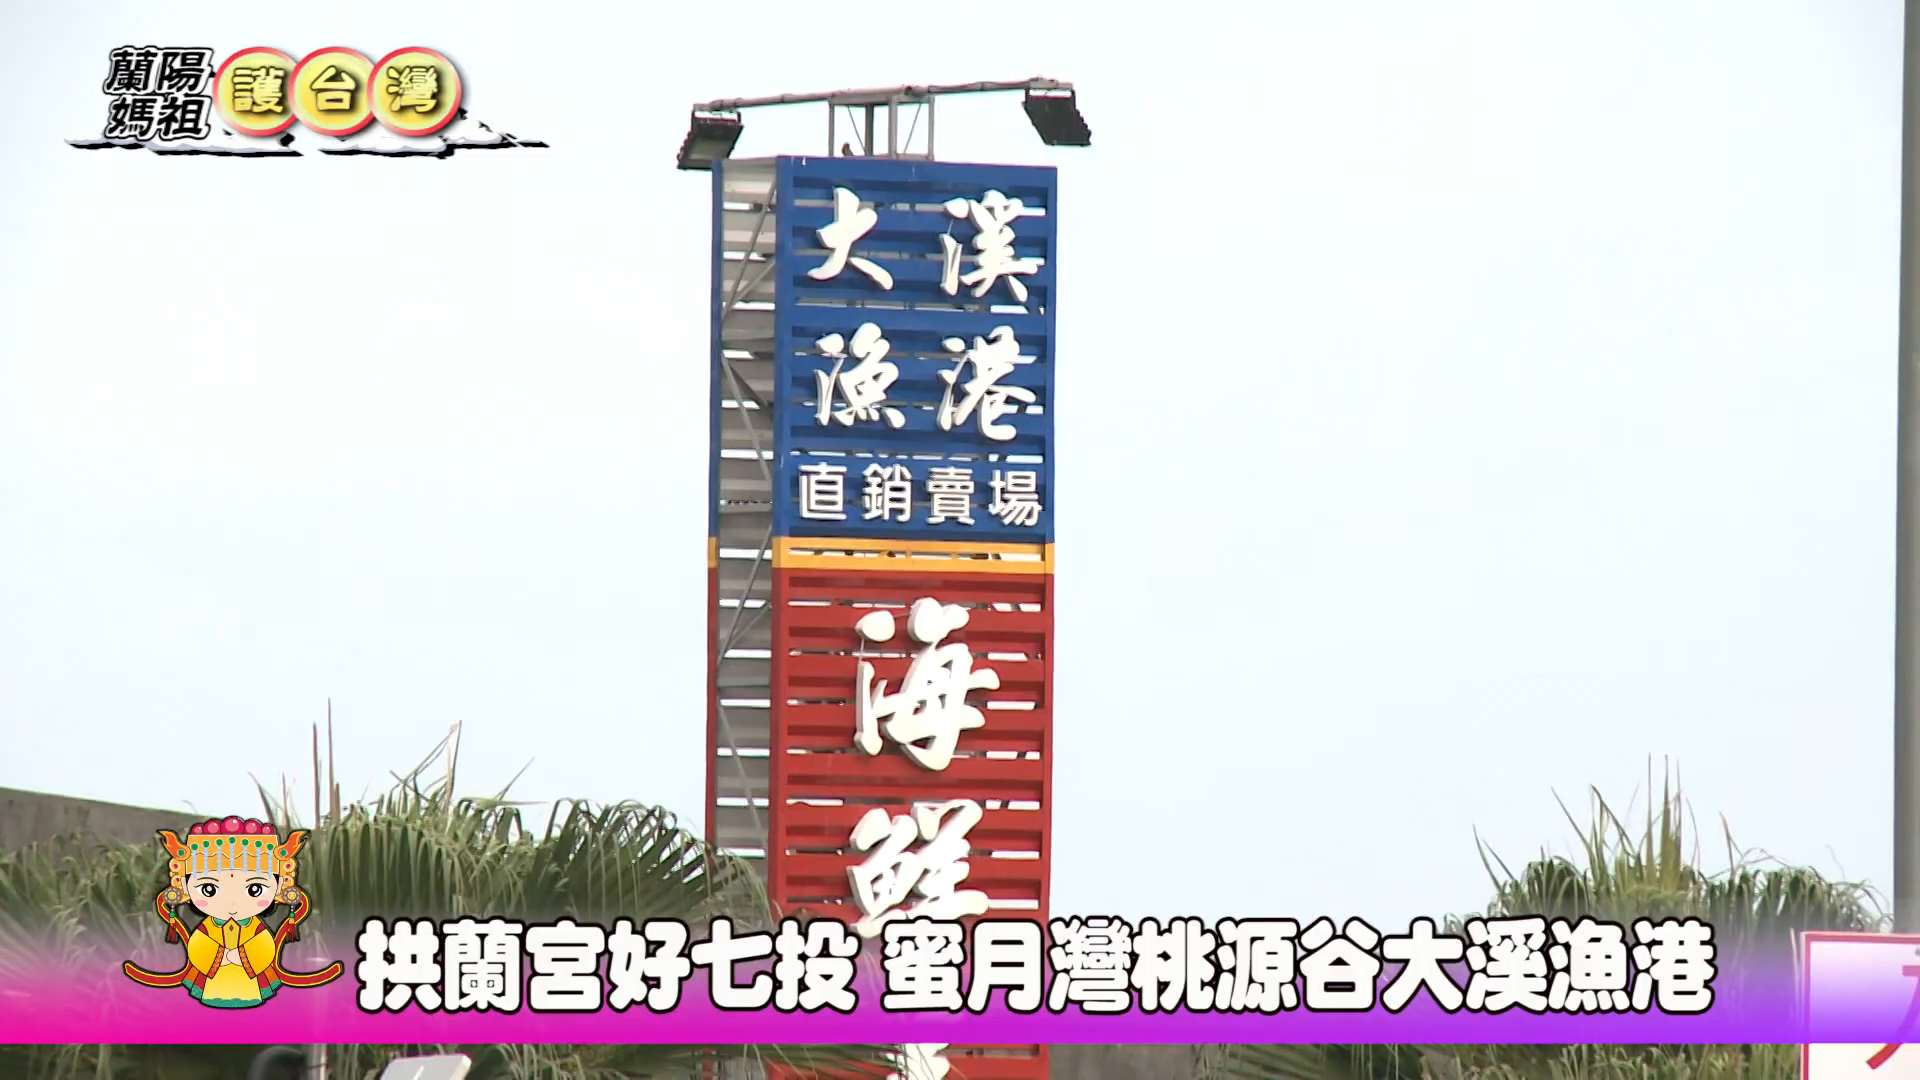 蘭陽
媽祖
護台灣
大溪
漁港
直銷賣場
海鮮
拱蘭宮好七投 蜜月灣桃源谷大溪漁港